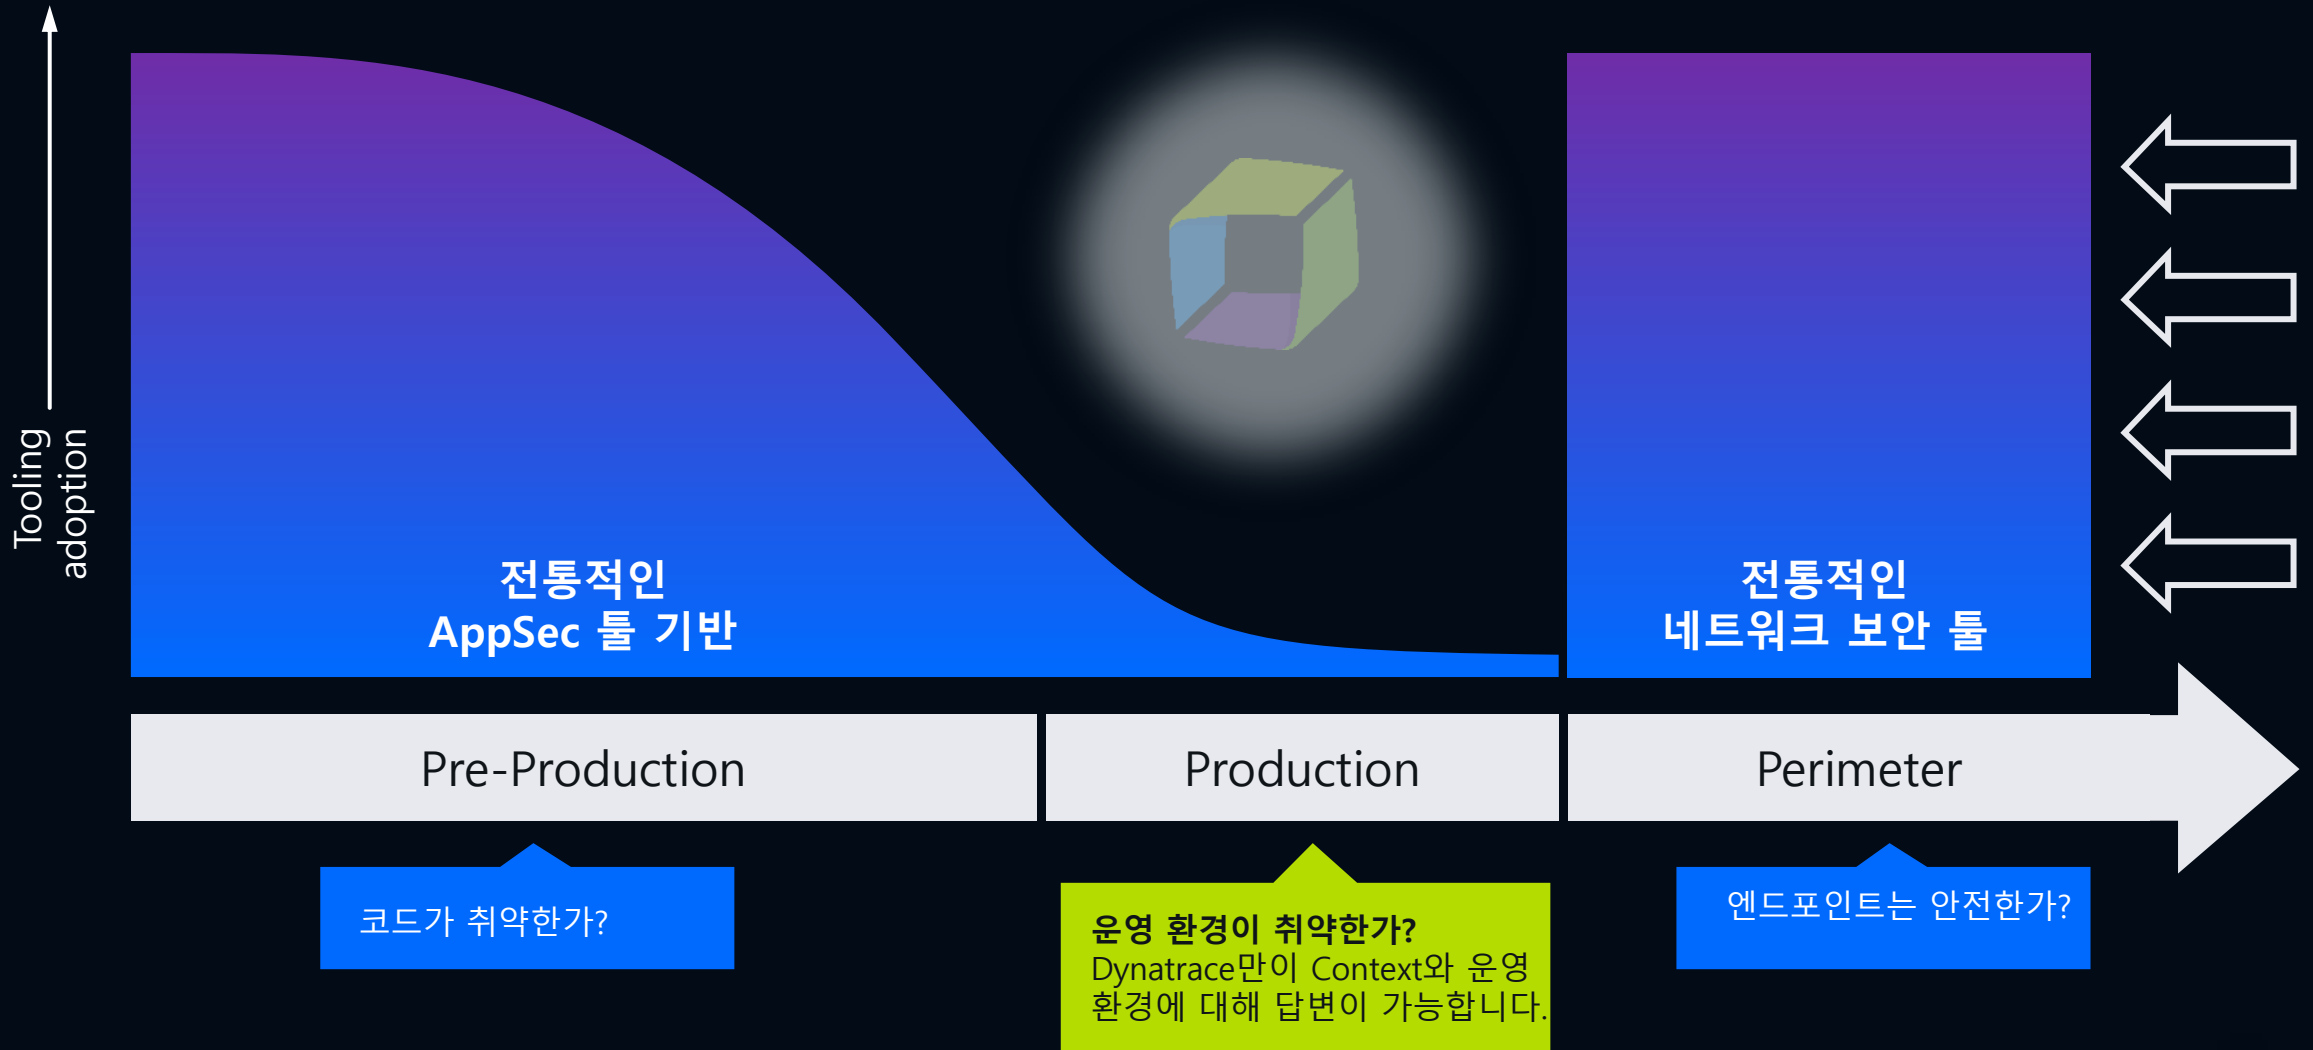 Tooling
adoption
전통적인
AppSec 툴 기반
전통적인
네트워크 보안 툴
Pre-Production
Production
Perimeter
코드가 취약한가?
운영 환경이 취약한가?
Dynatrace만이 Context와 운영
환경에 대해 답변이 가능합니다.
엔드포인트는 안전한가?